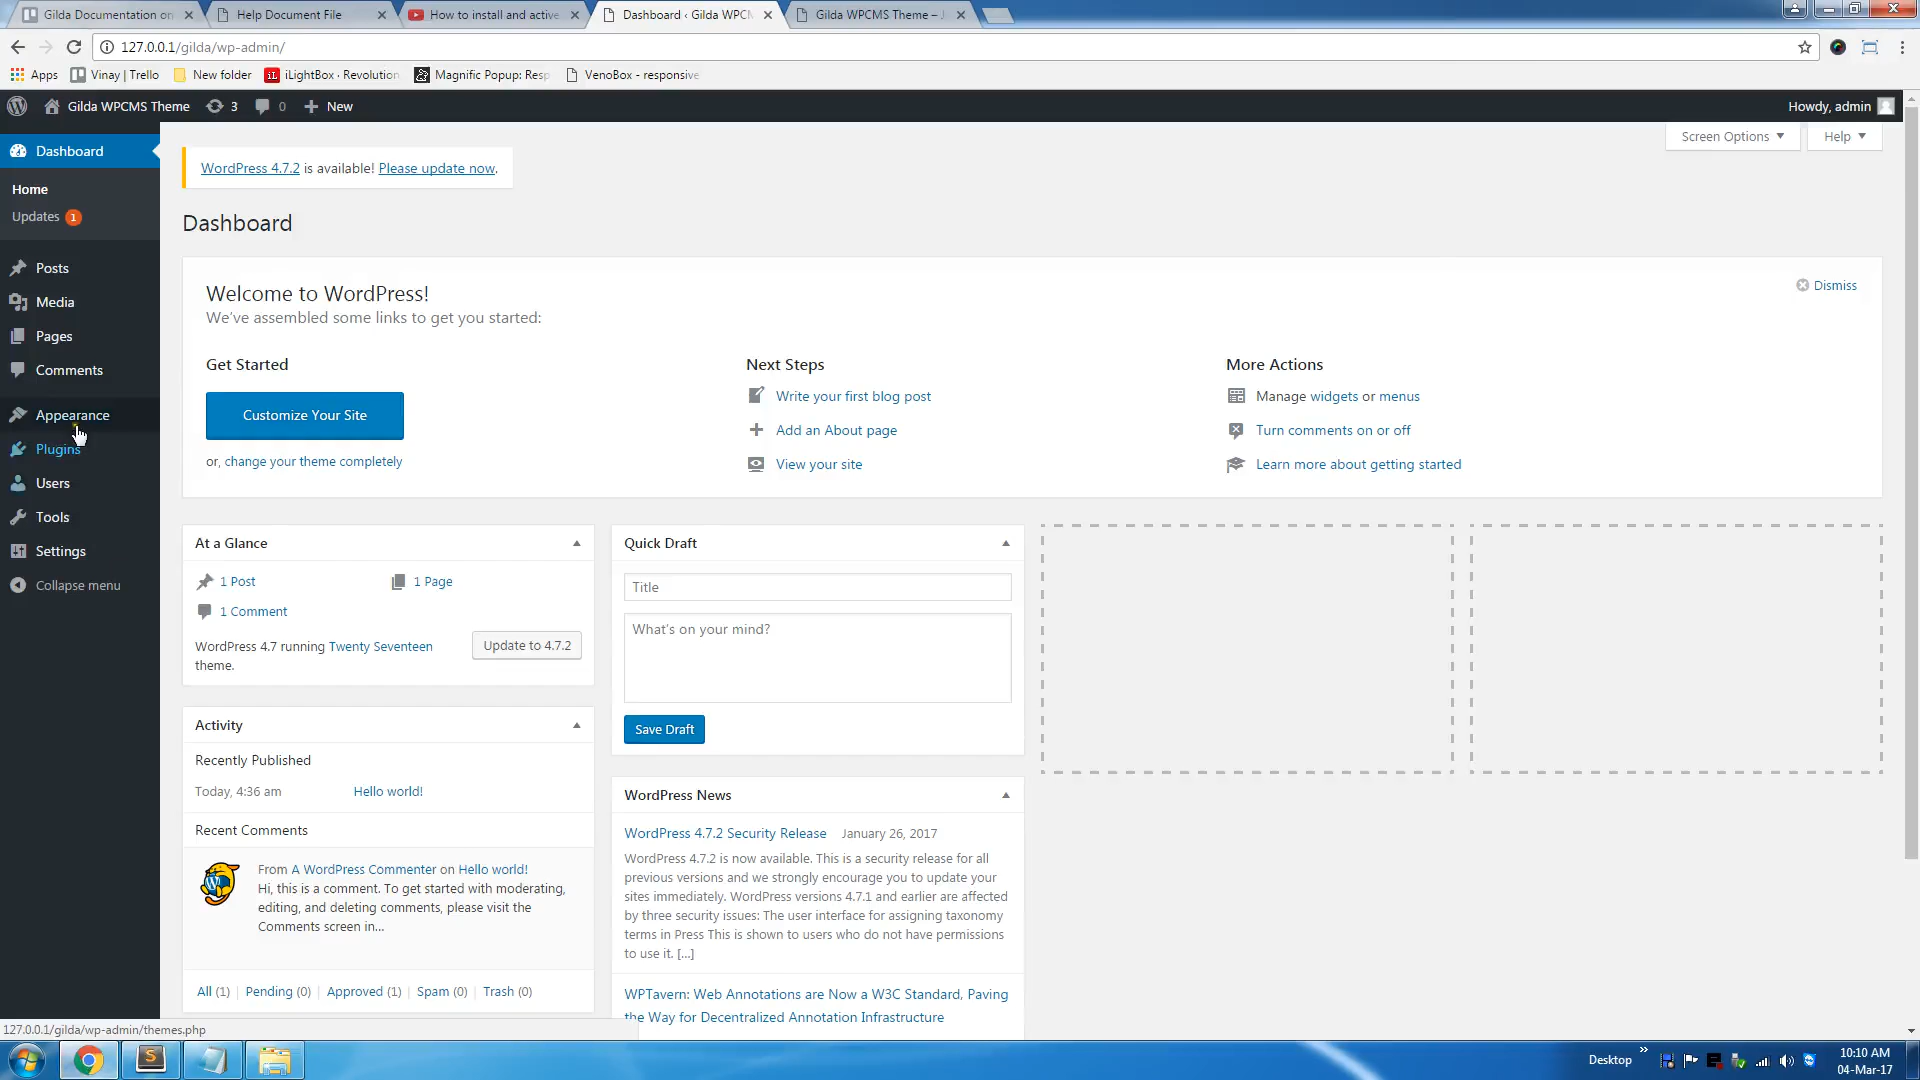 Gilda Documentation on
Help Document File
How to install and active
Dashboard ‹ Gilda WPCM
Gilda WPCMS Theme –
127.0.0.1/gilda/wp-admin/
Apps
Vinay | Trello
New folder
iLightBox · Revolution
Magnific Popup: Resp
VenoBox - responsive
Gilda WPCMS Theme
3
0
New
Howdy, admin
Dashboard
Screen Options
Help
Home
Updates 1
Posts
Media
Pages
Comments
Appearance
Plugins
Users
Tools
Settings
Collapse menu
WordPress 4.7.2 is available! Please update now.
Dashboard
Welcome to WordPress!
We've assembled some links to get you started:
Dismiss
Get Started
Customize Your Site
or, change your theme completely
Next Steps
Write your first blog post
Add an About page
View your site
More Actions
Manage widgets or menus
Turn comments on or off
Learn more about getting started
At a Glance
1 Post
1 Page
1 Comment
WordPress 4.7 running Twenty Seventeen
theme.
Update to 4.7.2
Activity
Recently Published
Today, 4:36 am
Hello world!
Recent Comments
From A WordPress Commenter on Hello world!
Hi, this is a comment. To get started with moderating,
editing, and deleting comments, please visit the
Comments screen in...
All (1) | Pending (0) | Approved (1) | Spam (0) | Trash (0)
Quick Draft
Title
What's on your mind?
Save Draft
WordPress News
WordPress 4.7.2 Security Release January 26, 2017
WordPress 4.7.2 is now available. This is a security release for all
previous versions and we strongly encourage you to update your
sites immediately. WordPress versions 4.7.1 and earlier are affected
by three security issues: The user interface for assigning taxonomy
terms in Press This is shown to users who do not have permissions
to use it. [...]
WPTavern: Web Annotations are Now a W3C Standard, Paving
the Way for Decentralized Annotation Infrastructure
127.0.0.1/gilda/wp-admin/themes.php
Desktop
10:10 AM
04-Mar-17